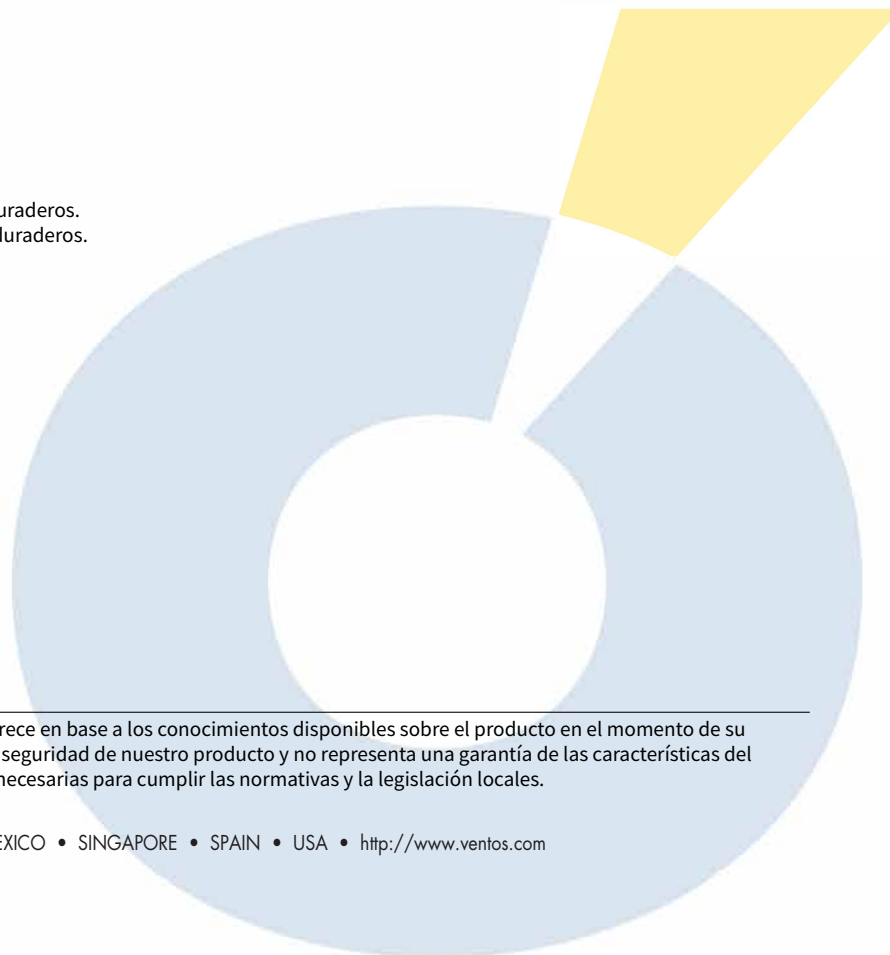 uraderos.
duraderos.
rece en base a los conocimientos disponibles sobre el producto en el momento de su
seguridad de nuestro producto y no representa una garantía de las características del
necesarias para cumplir las normativas y la legislación locales.
EXICO • SINGAPORE • SPAIN • USA • http://www.ventos.com